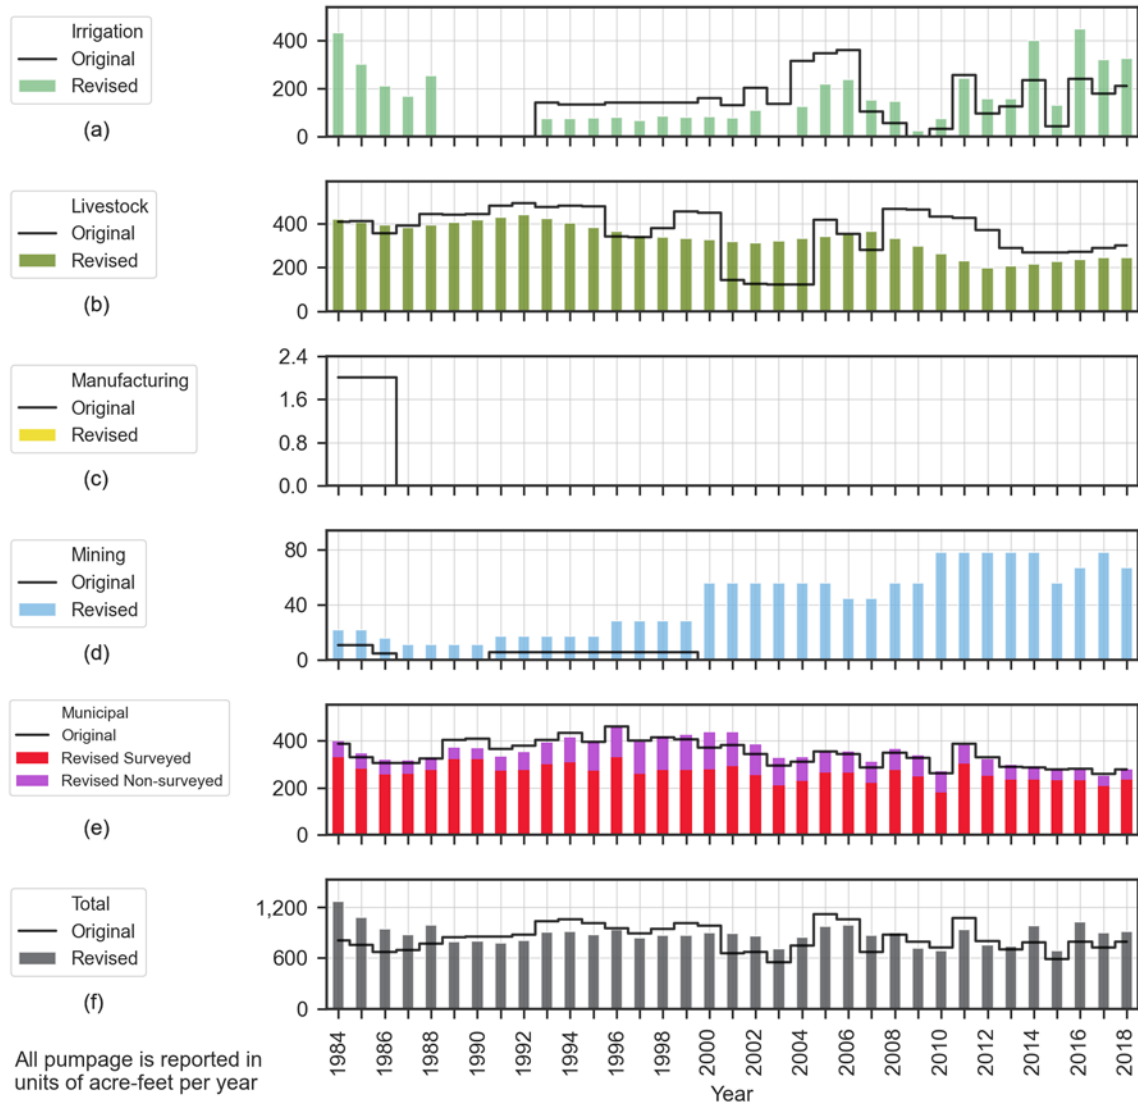 Irrigation
Original
Revised
(a)
400
200
0
Livestock
Original
Revised
(b)
400
200
0
Manufacturing
Original
Revised
(c)
2.4
1.6
0.8
0.0
Mining
Original
Revised
(d)
80
40
0
Municipal
Original
Revised Surveyed
Revised Non-surveyed
(e)
400
200
0
Total
Original
Revised
(f)
1,200
600
0
1984
1986
1988
1990
1992
1994
1996
1998
2000
2002
2004
2006
2008
2010
2012
2014
2016
2018
Year
All pumpage is reported in
units of acre-feet per year